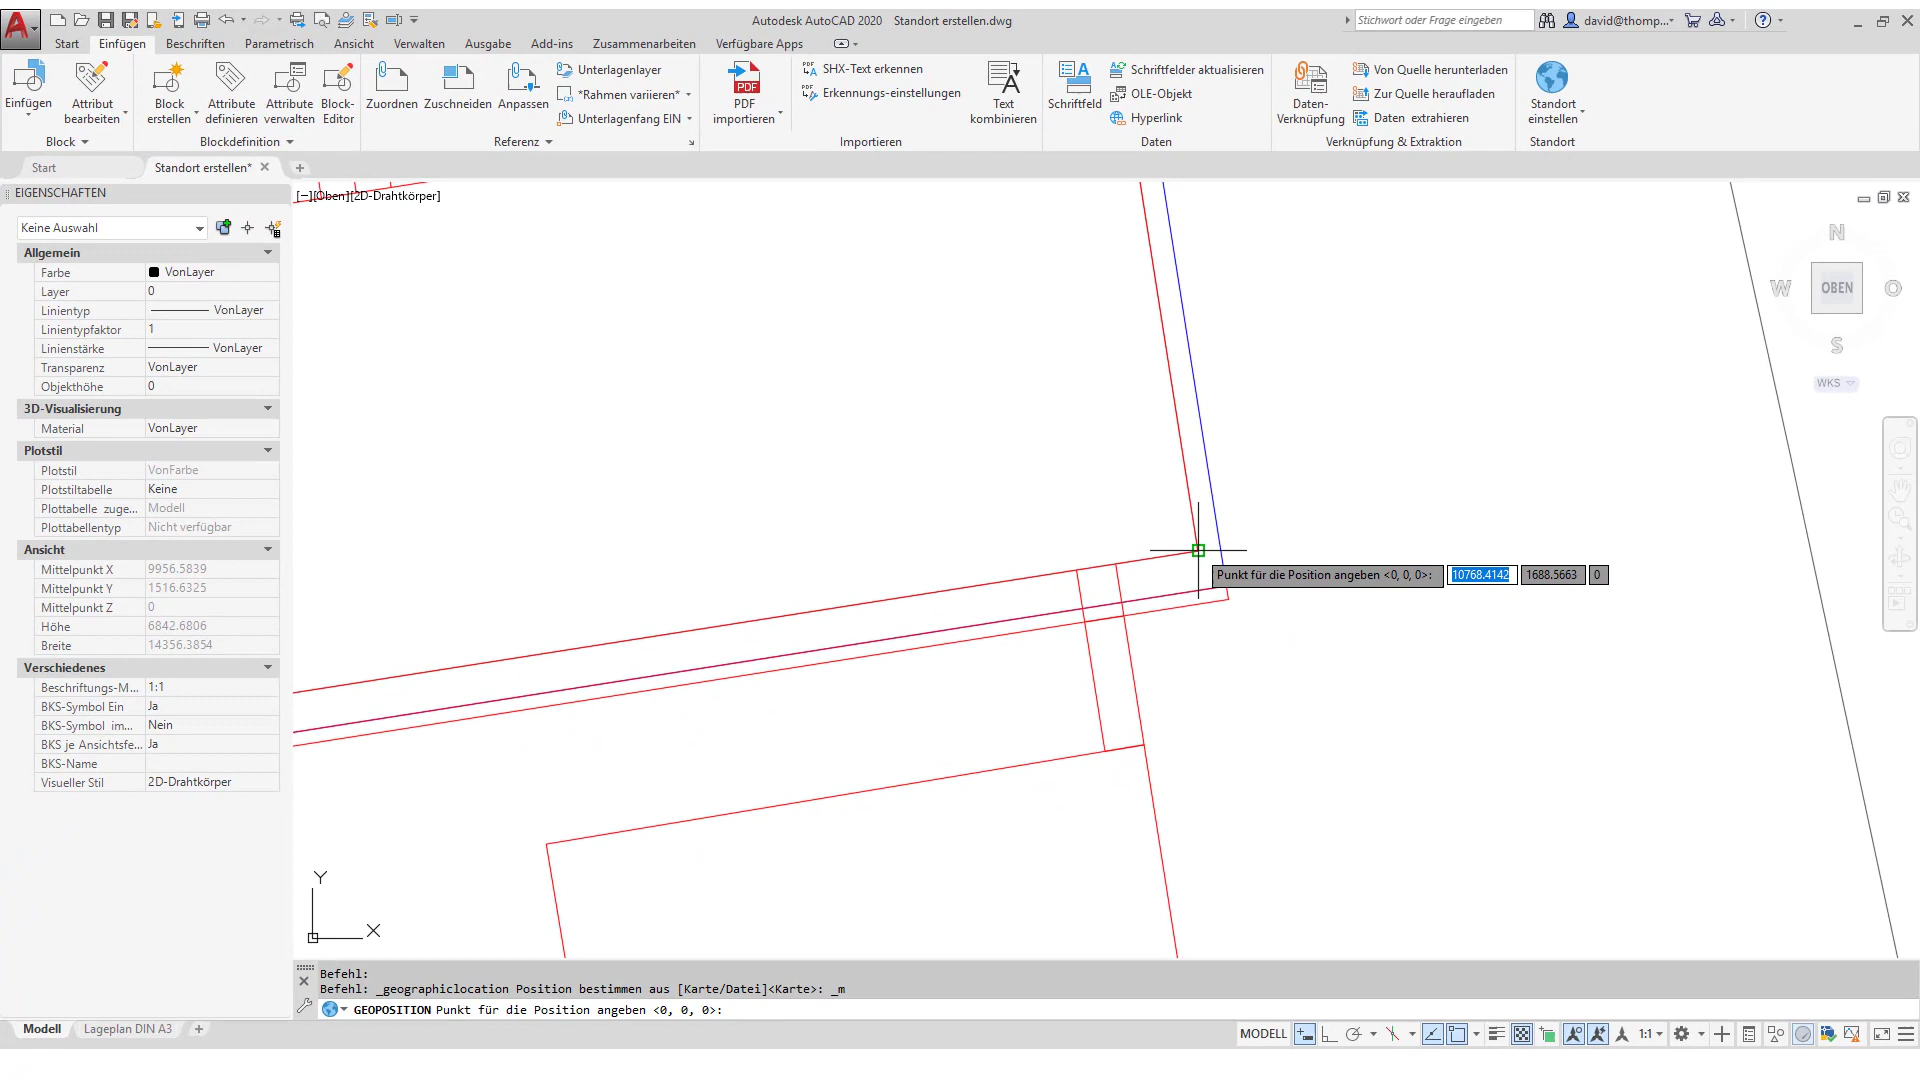 Autodesk AutoCAD 2020 Standort erstellen.dwg
Stichwort oder Frage eingeben
david@thomp...
Start Einfügen Beschriften Parametrisch Ansicht Verwalten Ausgabe Add-ins Zusammenarbeiten Verfügbare Apps
Einfügen
Attribut bearbeiten
Block
Block erstellen
Attribute definieren
Attribute verwalten
Block-Editor
Blockdefinition
Zuordnen
Zuschneiden
Anpassen
Unterlagenlayer
*Rahmen variieren*
Unterlagenfang EIN
Referenz
PDF
PDF importieren
PDF SHX-Text erkennen
PDF Erkennungs-einstellungen
Text kombinieren
Importieren
Schriftfeld
Schriftfelder aktualisieren
OLE-Objekt
Hyperlink
Daten
Daten-Verknüpfung
Von Quelle herunterladen
Zur Quelle heraufladen
Daten extrahieren
Verknüpfung & Extraktion
Standort einstellen
Standort
Start
Standort erstellen*
EIGENSCHAFTEN
Keine Auswahl
Allgemein
Farbe VonLayer
Layer 0
Linientyp VonLayer
Linientypfaktor 1
Linienstärke VonLayer
Transparenz VonLayer
Objekthöhe 0
3D-Visualisierung
Material VonLayer
Plotstil
Plotstil VonFarbe
Plotstiltabelle Keine
Plottabelle zuge... Modell
Plottabellentyp Nicht verfügbar
Ansicht
Mittelpunkt X 9956.5839
Mittelpunkt Y 1516.6325
Mittelpunkt Z 0
Höhe 6842.6806
Breite 14356.3854
Verschiedenes
Beschriftungs-M... 1:1
BKS-Symbol Ein Ja
BKS-Symbol im... Nein
BKS je Ansichtsfe... Ja
BKS-Name
Visueller Stil 2D-Drahtkörper
[−][Oben][2D-Drahtkörper]
N
W OBEN O
S
WKS
Punkt für die Position angeben <0, 0, 0>: 10768.4142 1688.5663 0
Y
X
Befehl:
Befehl: _geographiclocation Position bestimmen aus [Karte/Datei]<Karte>: _m
GEOPOSITION Punkt für die Position angeben <0, 0, 0>:
Modell Lageplan DIN A3
MODELL
1:1